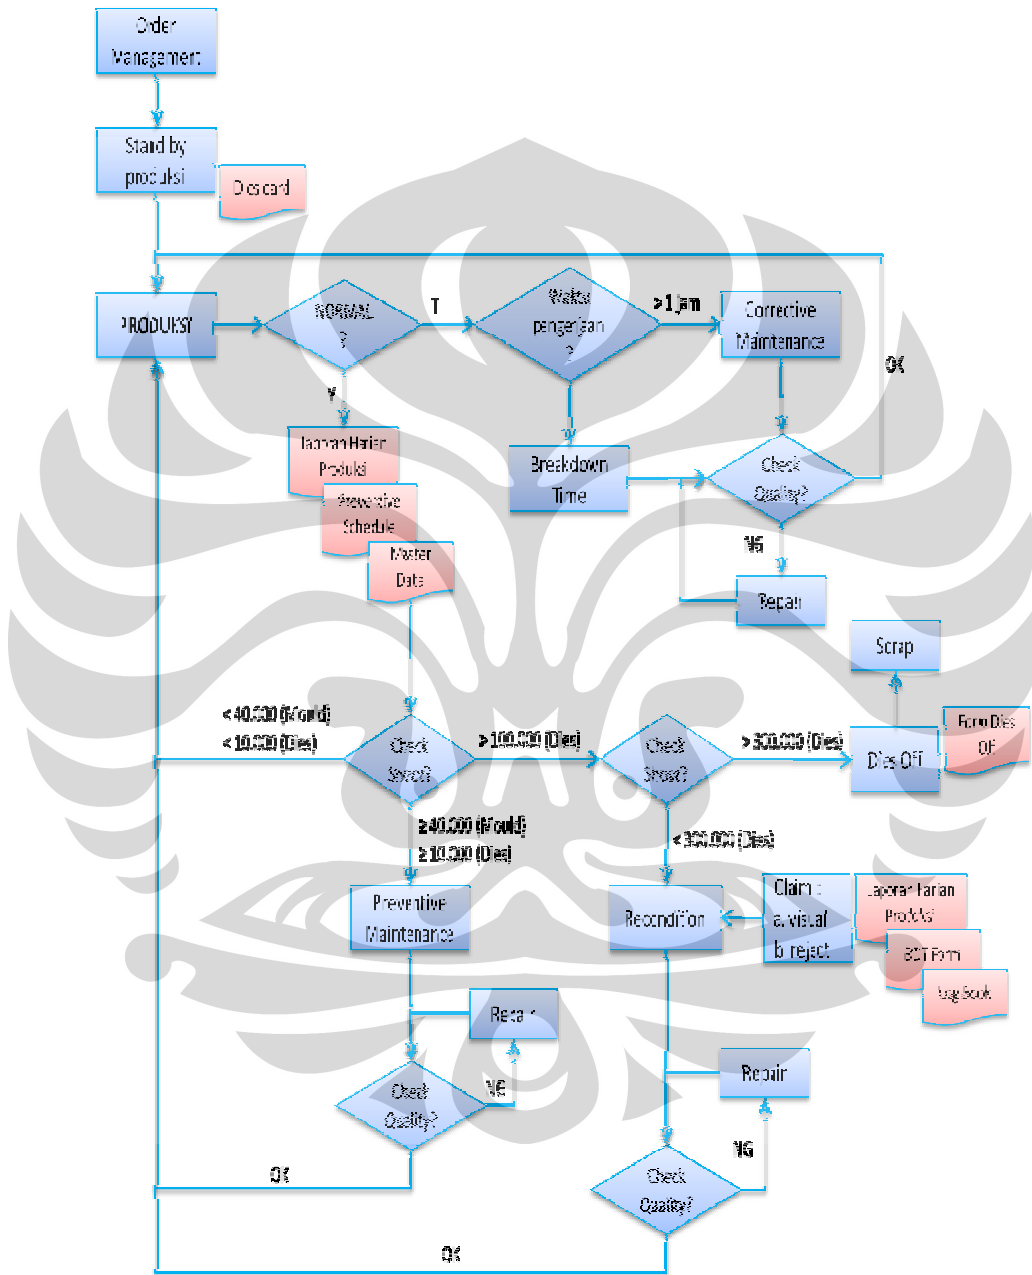 Order
Management
Stand by
produksi
Dies card
PRODUKSI
NORMAL
?
T
Waktu
pengerjaan
?
> 1 jam
Corrective
Maintenance
OK
Y
Laporan Harian
Produksi
Preventive
Schedule
Master
Data
Breakdown
Time
Check
Quality?
NG
Repair
Scrap
< 40.000 (Mould)
< 10.000 (Dies)
Check
Shoot?
> 100.000 (Dies)
Check
Shoot?
> 300.000 (Dies)
Dies Off
Form Dies
Off
≥ 40.000 (Mould)
≥ 10.000 (Dies)
< 300.000 (Dies)
Preventive
Maintenance
Recondition
Claim :
a. visual
b. reject
Laporan Harian
Produksi
Form
Log Book
Repair
Check
Quality?
NG
Repair
NG
Check
Quality?
OK
OK